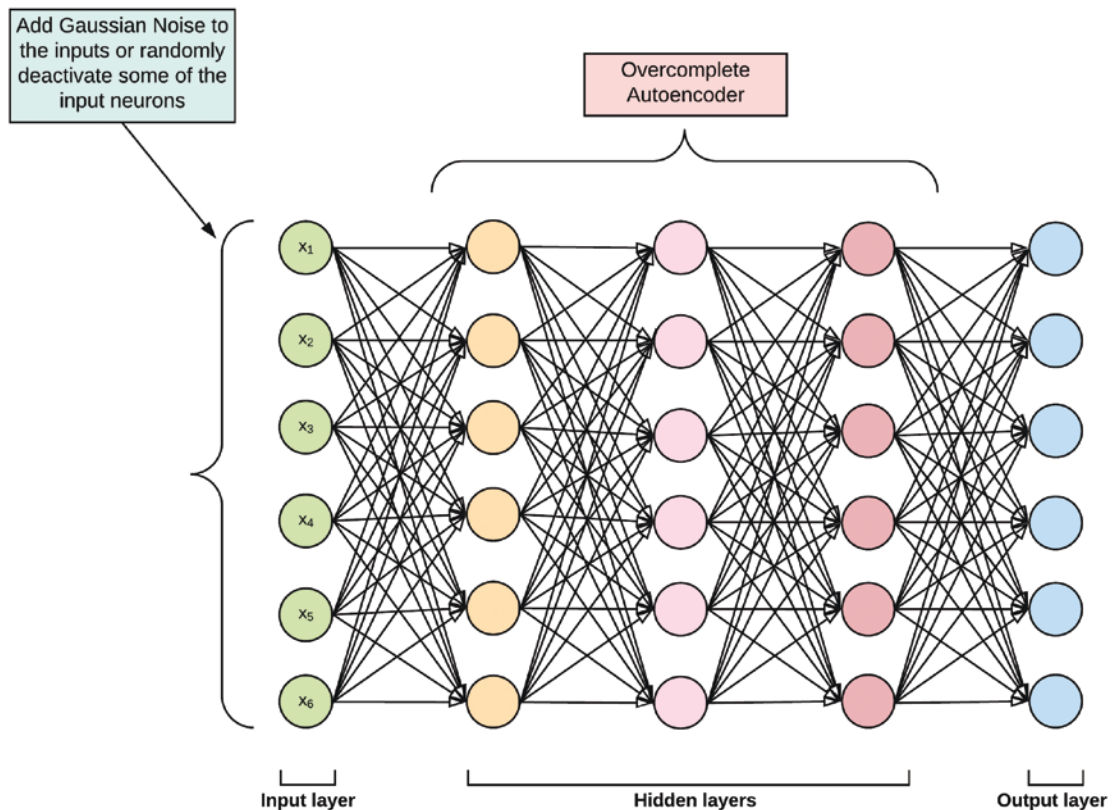 Add Gaussian Noise to
the inputs or randomly
deactivate some of the
input neurons
Overcomplete
Autoencoder
x₁
x₂
x₃
x₄
x₅
x₆
Input layer
Hidden layers
Output layer